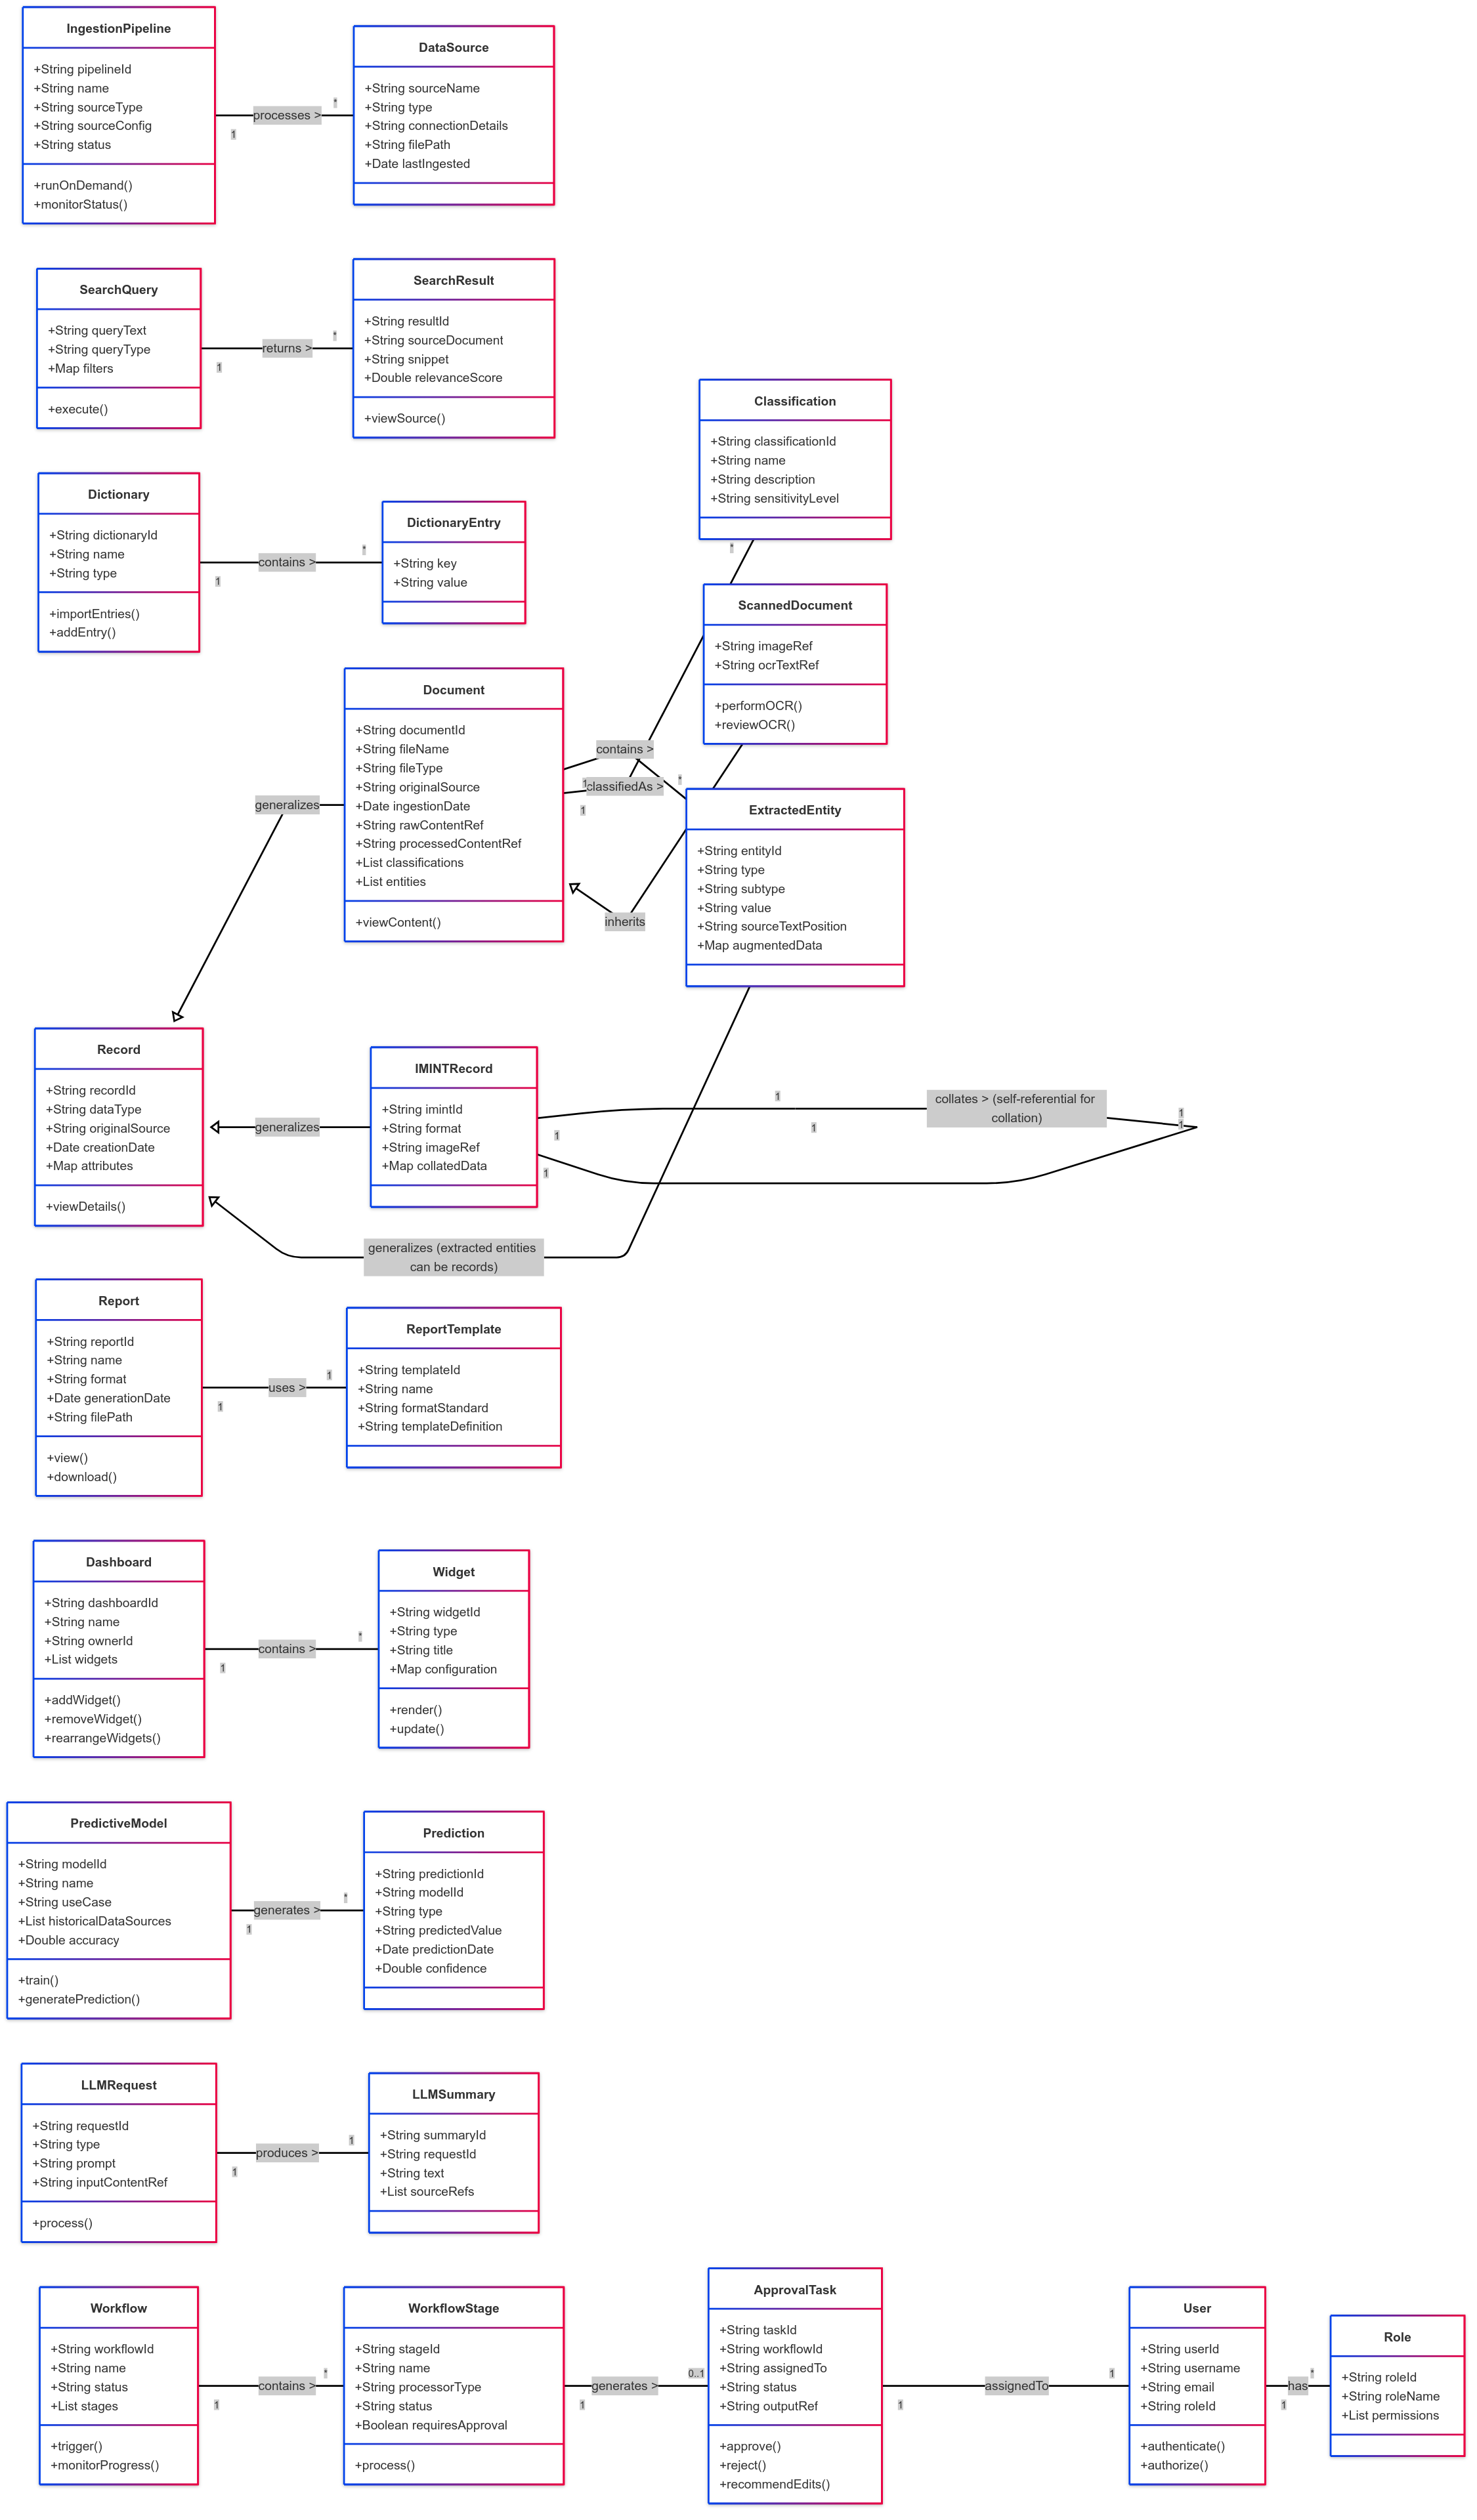 IngestionPipeline
+String pipelineId
+String name
+String sourceType
+String sourceConfig
+String status
+runOnDemand()
+monitorStatus()
1
processes >
*
DataSource
+String sourceName
+String type
+String connectionDetails
+String filePath
+Date lastIngested
SearchQuery
+String queryText
+String queryType
+Map filters
+execute()
1
returns >
*
SearchResult
+String resultId
+String sourceDocument
+String snippet
+Double relevanceScore
+viewSource()
Classification
+String classificationId
+String name
+String description
+String sensitivityLevel
*
Dictionary
+String dictionaryId
+String name
+String type
+importEntries()
+addEntry()
1
contains >
*
DictionaryEntry
+String key
+String value
ScannedDocument
+String imageRef
+String ocrTextRef
+performOCR()
+reviewOCR()
Document
+String documentId
+String fileName
+String fileType
+String originalSource
+Date ingestionDate
+String rawContentRef
+String processedContentRef
+List classifications
+List entities
+viewContent()
contains >
1
*
classifiedAs >
1
inherits
generalizes
ExtractedEntity
+String entityId
+String type
+String subtype
+String value
+String sourceTextPosition
+Map augmentedData
Record
+String recordId
+String dataType
+String originalSource
+Date creationDate
+Map attributes
+viewDetails()
generalizes
IMINTRecord
+String imintId
+String format
+String imageRef
+Map collatedData
1
1
1
1
collates > (self-referential for
collation)
1
1
generalizes (extracted entities
can be records)
Report
+String reportId
+String name
+String format
+Date generationDate
+String filePath
+view()
+download()
1
uses >
1
ReportTemplate
+String templateId
+String name
+String formatStandard
+String templateDefinition
Dashboard
+String dashboardId
+String name
+String ownerId
+List widgets
+addWidget()
+removeWidget()
+rearrangeWidgets()
1
contains >
*
Widget
+String widgetId
+String type
+String title
+Map configuration
+render()
+update()
PredictiveModel
+String modelId
+String name
+String useCase
+List historicalDataSources
+Double accuracy
+train()
+generatePrediction()
1
generates >
*
Prediction
+String predictionId
+String modelId
+String type
+String predictedValue
+Date predictionDate
+Double confidence
LLMRequest
+String requestId
+String type
+String prompt
+String inputContentRef
+process()
1
produces >
1
LLMSummary
+String summaryId
+String requestId
+String text
+List sourceRefs
Workflow
+String workflowId
+String name
+String status
+List stages
+trigger()
+monitorProgress()
1
contains >
*
WorkflowStage
+String stageId
+String name
+String processorType
+String status
+Boolean requiresApproval
+process()
1
generates >
0..1
ApprovalTask
+String taskId
+String workflowId
+String assignedTo
+String status
+String outputRef
+approve()
+reject()
+recommendEdits()
1
assignedTo
1
User
+String userId
+String username
+String email
+String roleId
+authenticate()
+authorize()
1
has
*
Role
+String roleId
+String roleName
+List permissions